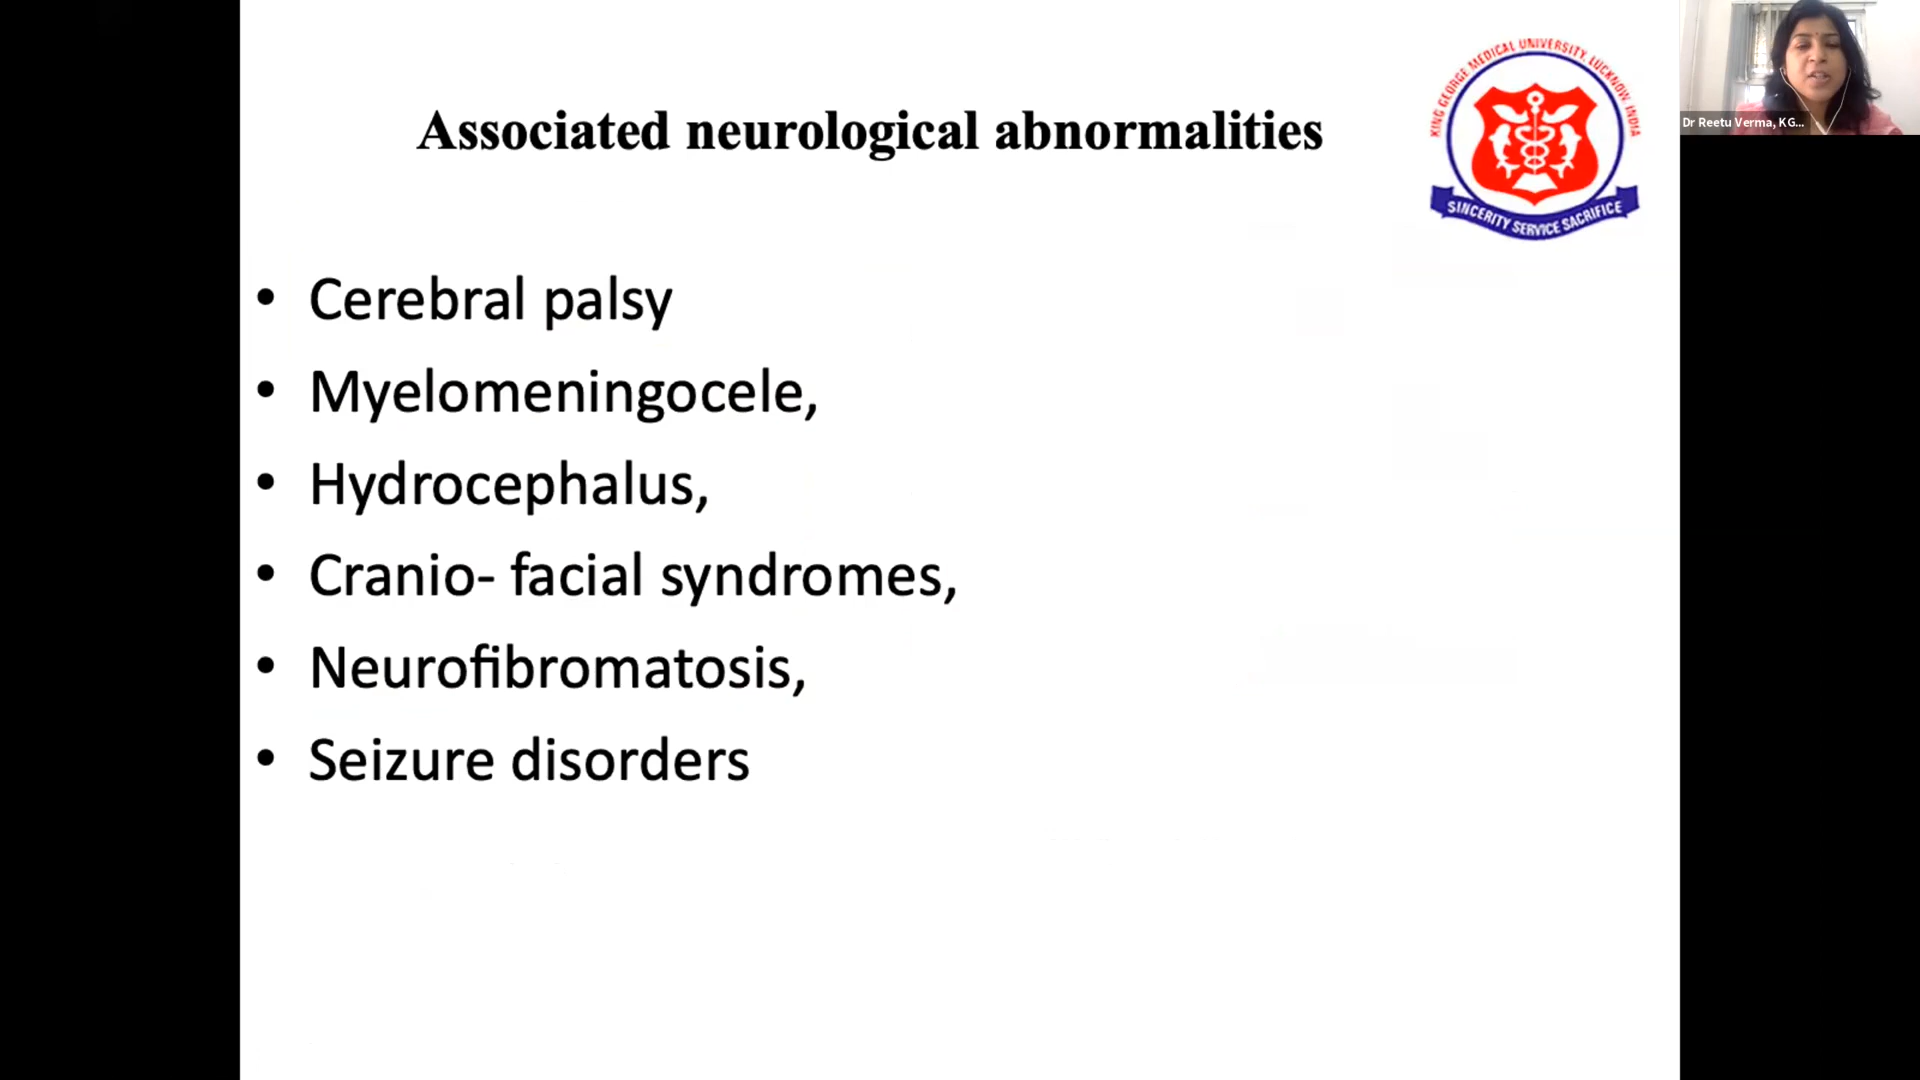 Associated neurological abnormalities
KING GEORGE MEDICAL UNIVERSITY, LUCKNOW, INDIA
SINCERITY SERVICE SACRIFICE
Dr Reetu Verma, KG...
• Cerebral palsy
• Myelomeningocele,
• Hydrocephalus,
• Cranio- facial syndromes,
• Neurofibromatosis,
• Seizure disorders